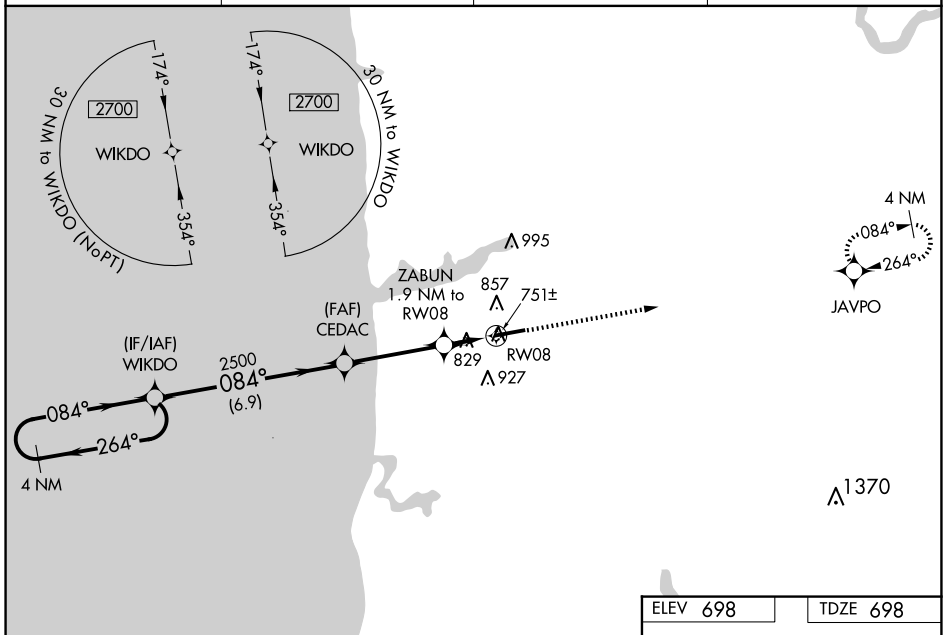 174°
2700
WIKDO
354°
30 NM to WIKDO (NoPT)
174°
2700
WIKDO
354°
30 NM to WIKDO
4 NM
084°
264°
JAVPO
995
ZABUN
1.9 NM to
RW08
857
751±
(FAF)
CEDAC
RW08
829
927
(IF/IAF)
WIKDO
2500
084°
(6.9)
084°
264°
4 NM
1370
ELEV 698
TDZE 698